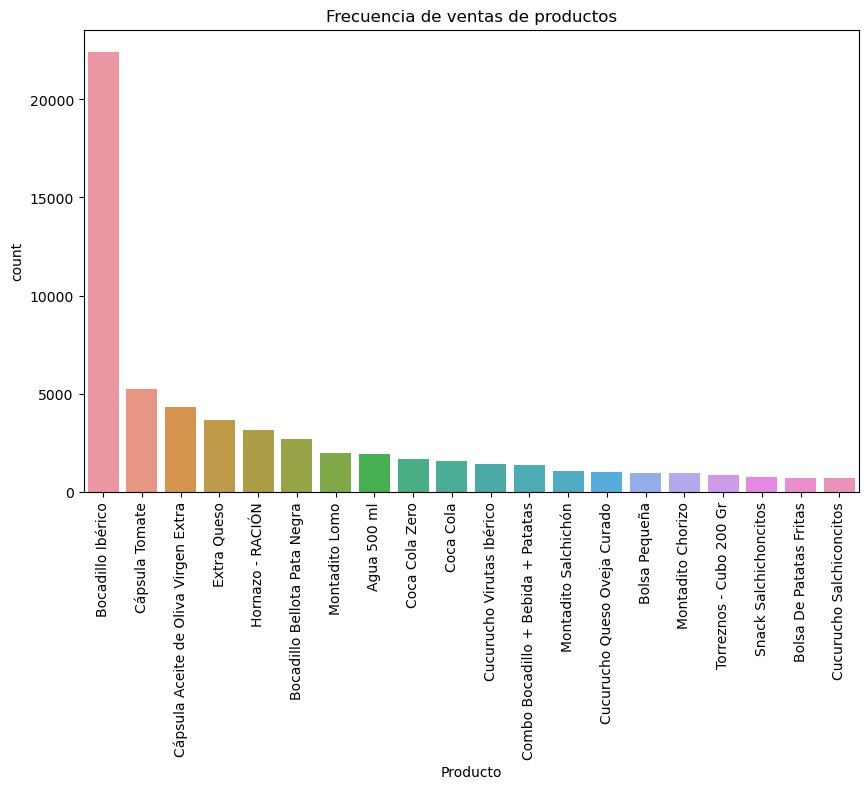 Frecuencia de ventas de productos
count
20000
15000
10000
5000
0
Bocadillo Ibérico
Cápsula Tomate
Cápsula Aceite de Oliva Virgen Extra
Extra Queso
Hornazo - RACIÓN
Bocadillo Bellota Pata Negra
Montadito Lomo
Agua 500 ml
Coca Cola Zero
Coca Cola
Cucurucho Virutas Ibérico
Combo Bocadillo + Bebida + Patatas
Montadito Salchichón
Cucurucho Queso Oveja Curado
Bolsa Pequeña
Montadito Chorizo
Torreznos - Cubo 200 Gr
Snack Salchichoncitos
Bolsa De Patatas Fritas
Cucurucho Salchiconcitos
Producto